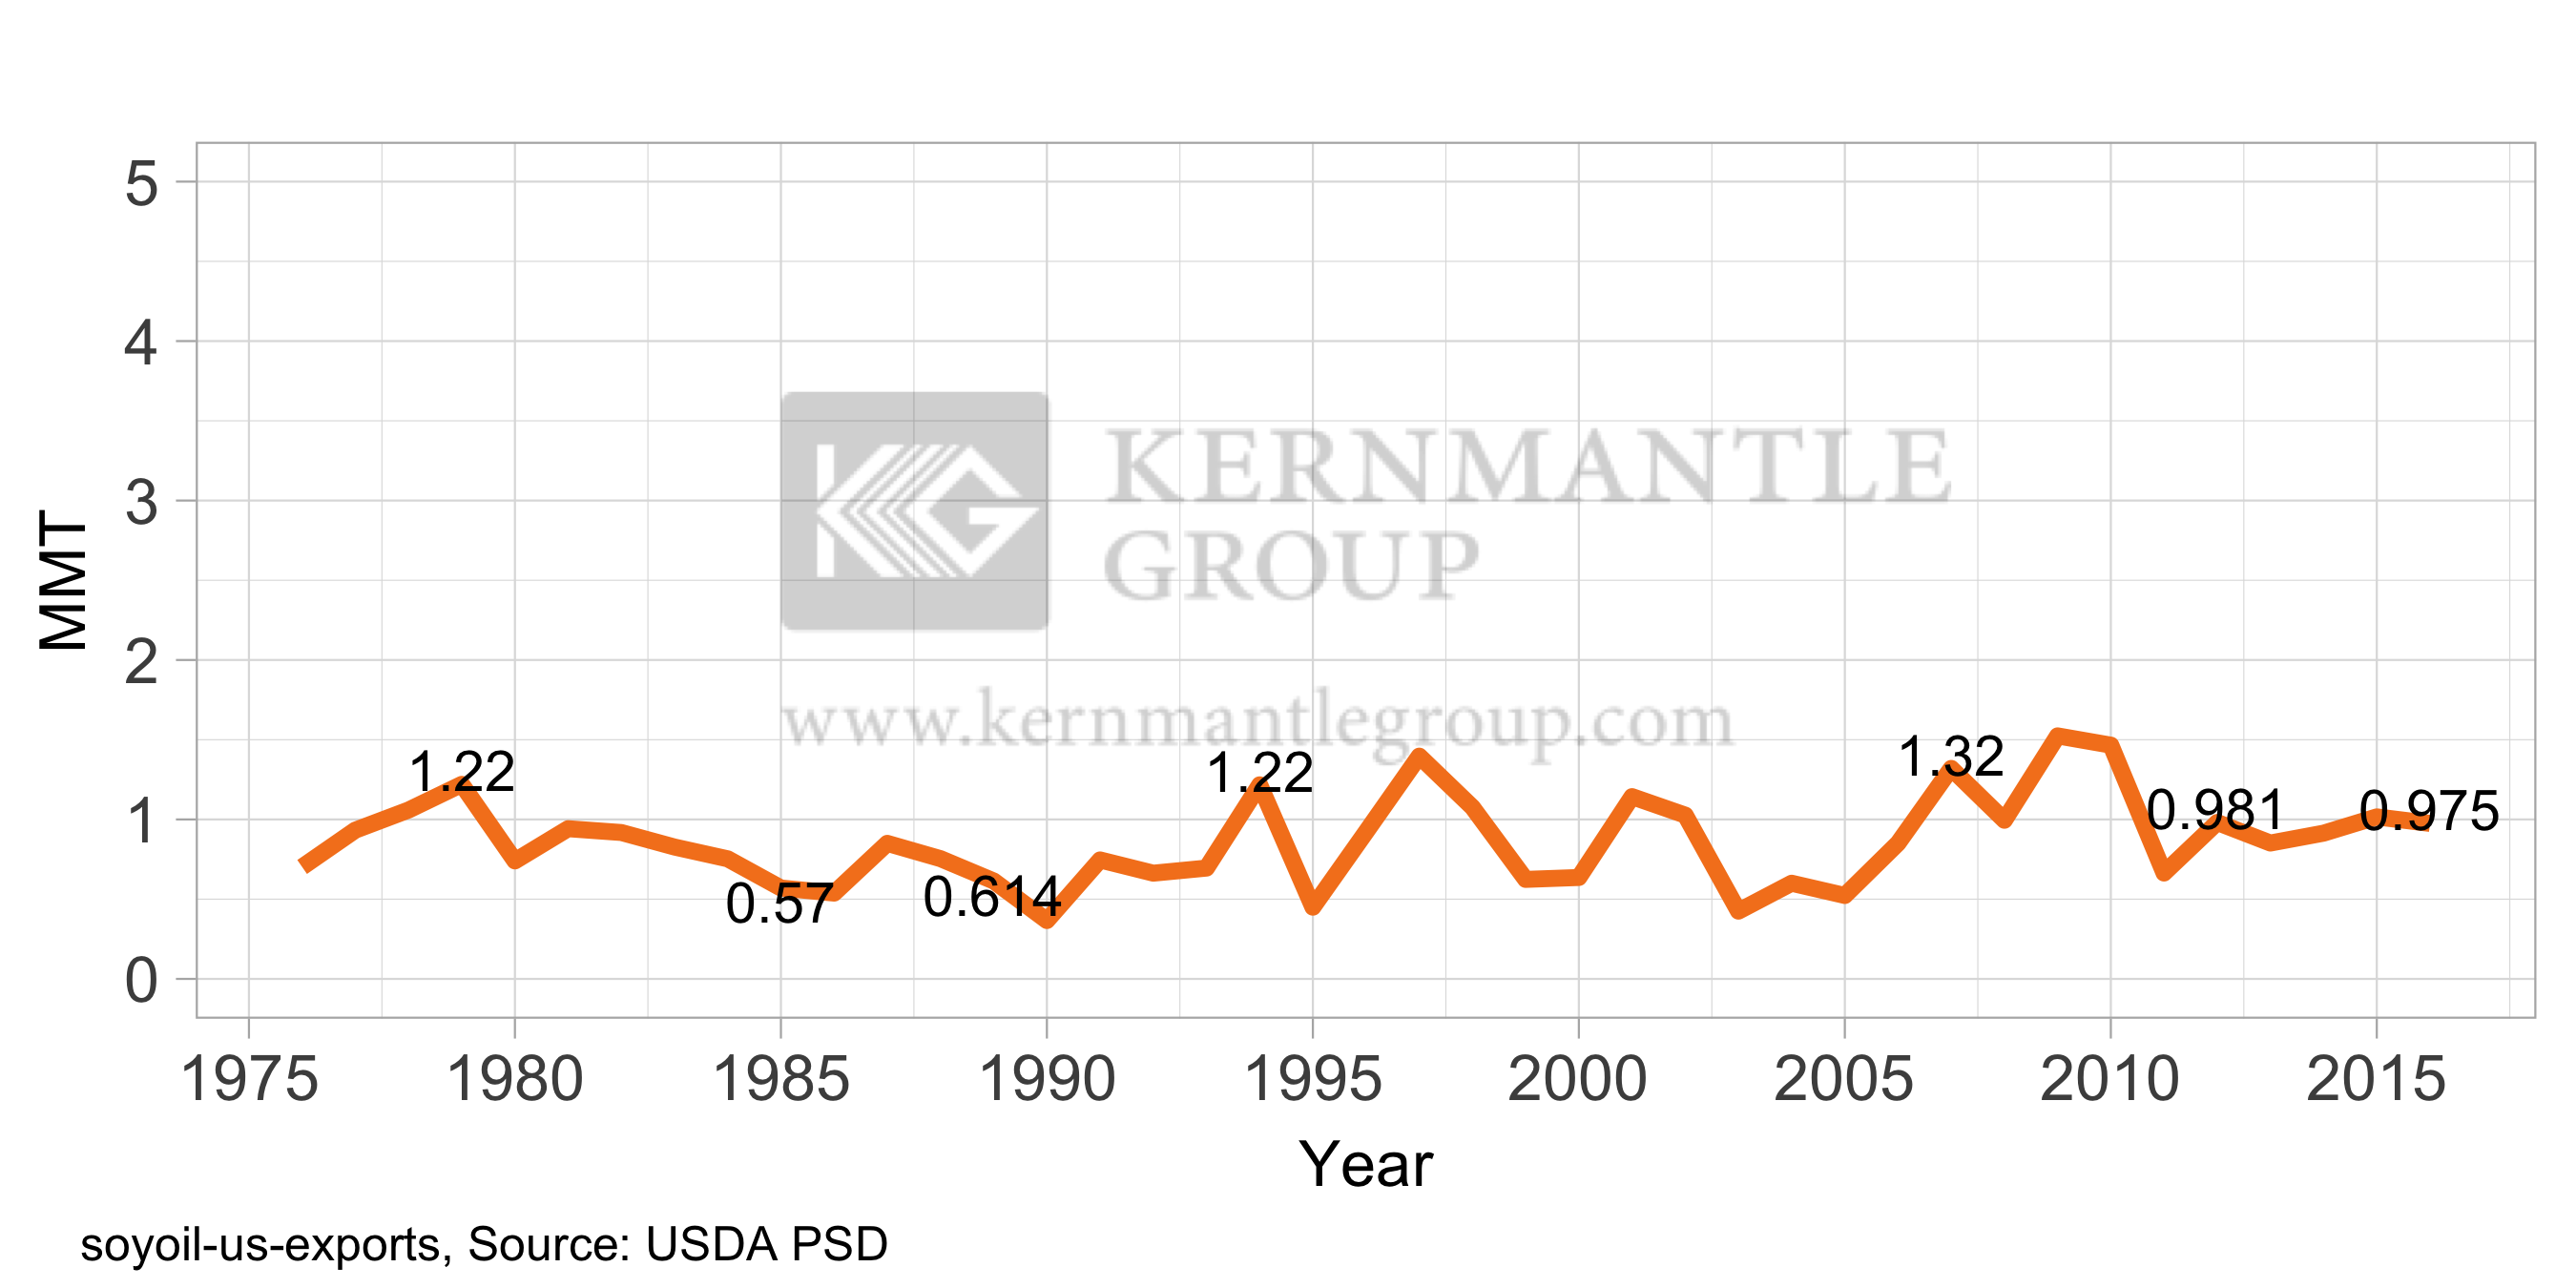 5
4
3
2
1
0
MMT
KERNMANTLE
GROUP
www.kernmantlegroup.com
1.22
0.57
0.614
1.22
1.32
0.981
0.975
1975 1980 1985 1990 1995 2000 2005 2010 2015
Year
soyoil-us-exports, Source: USDA PSD